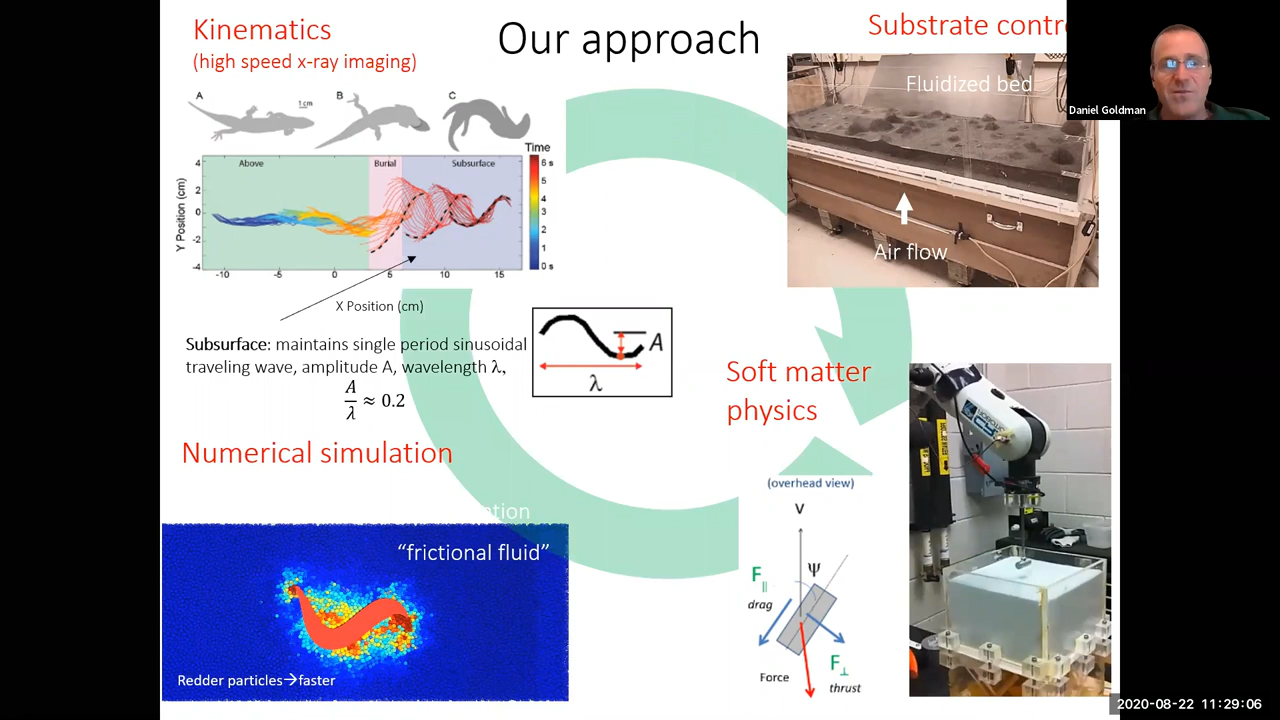 Our approach
Kinematics
(high speed x-ray imaging)
A
B
C
1 cm
Time
Above
Burial
Subsurface
Y Position (cm)
4
2
0
-2
-4
-10
-5
0
5
10
15
6 s
5
4
3
2
1
0 s
X Position (cm)
Subsurface: maintains single period sinusoidal
traveling wave, amplitude A, wavelength λ,
A
λ
≈ 0.2
A
λ
Substrate contro
Fluidized bed
Air flow
Daniel Goldman
Soft matter
physics
(overhead view)
V
ψ
F∥
drag
F⊥
thrust
Force
Numerical simulation
tion
“frictional fluid”
Redder particles→faster
2020-08-22 11:29:06